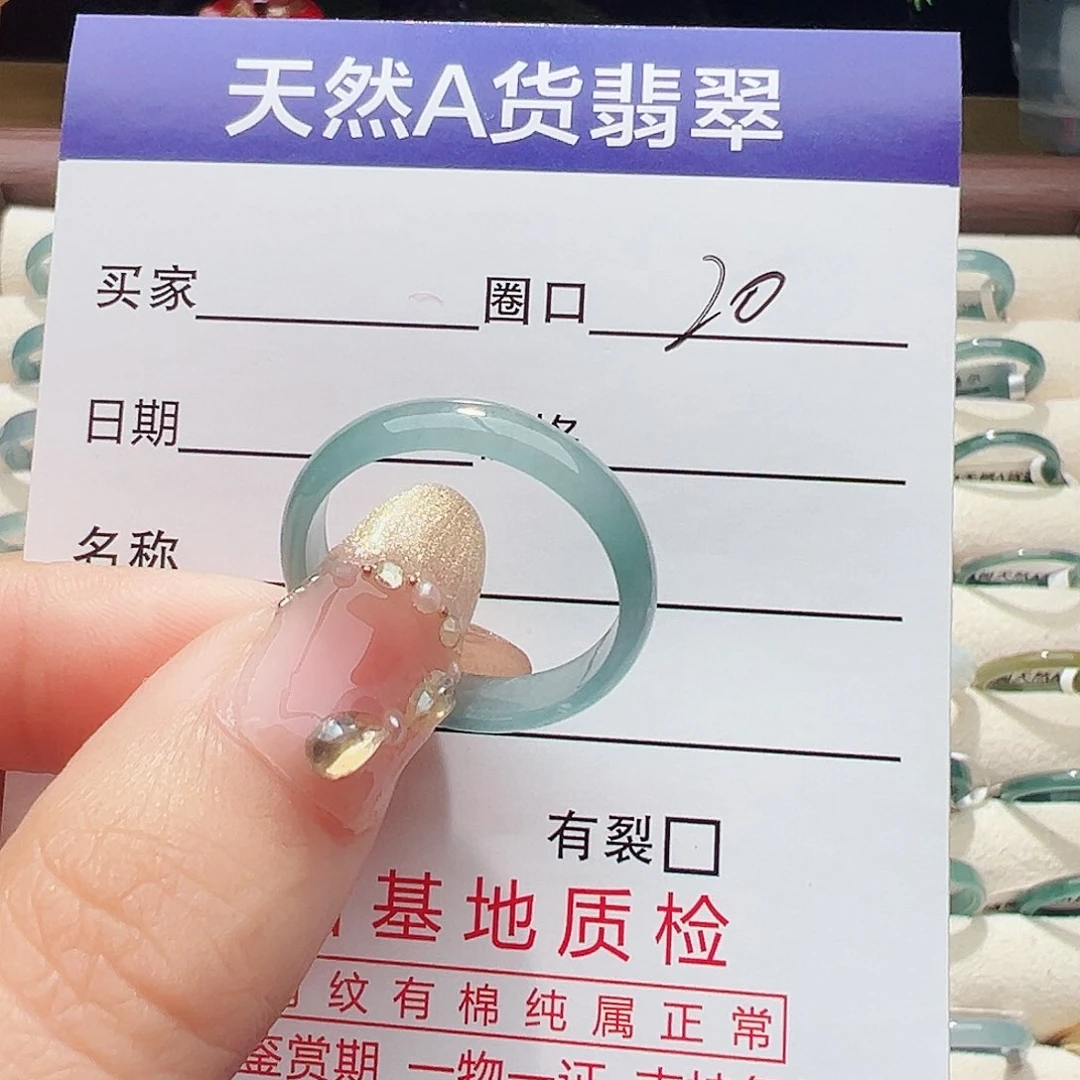 天然A货翡翠
买家 圈口 20
日期
名称
有裂
基地质检
纹有棉纯属正常
鉴赏期 一物一证